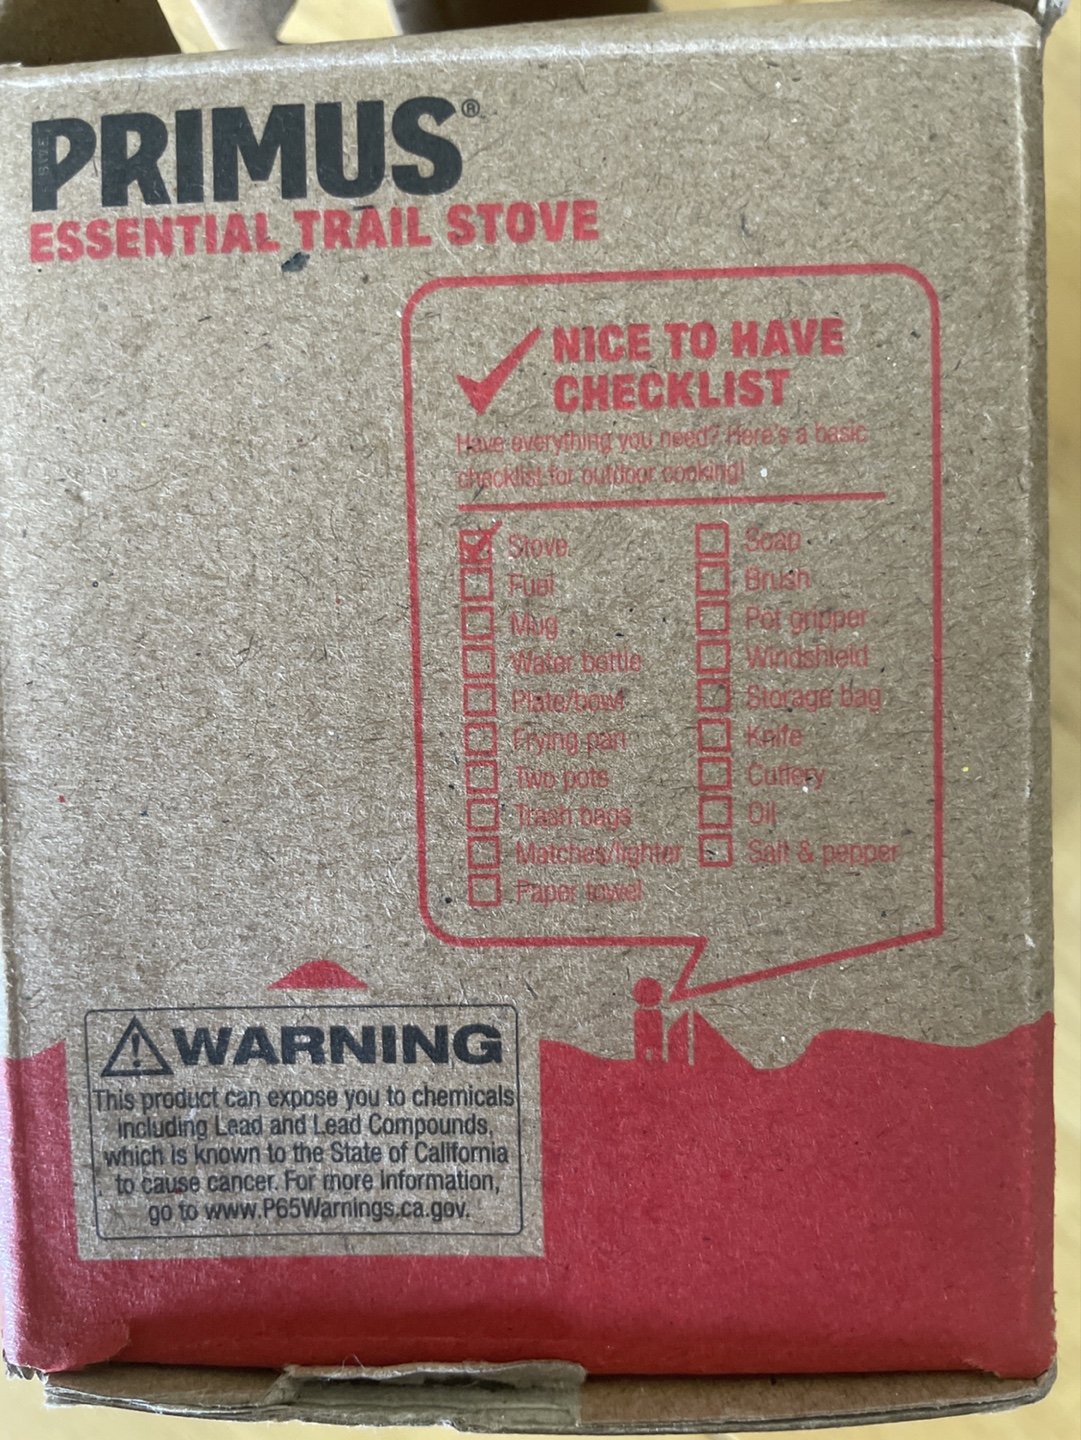 PRIMUS®
ESSENTIAL TRAIL STOVE
NICE TO HAVE
CHECKLIST
Have everything you need? Here's a basic
checklist for outdoor cooking!
Stove
Fuel
Mug
Water bottle
Plate/bowl
Frying pan
Two pots
Trash bags
Matches/lighter
Paper towel
Soap
Brush
Pot gripper
Windshield
Storage bag
Knife
Cutlery
Oil
Salt & pepper
WARNING
This product can expose you to chemicals
including Lead and Lead Compounds,
which is known to the State of California
to cause cancer. For more information,
go to www.P65Warnings.ca.gov.